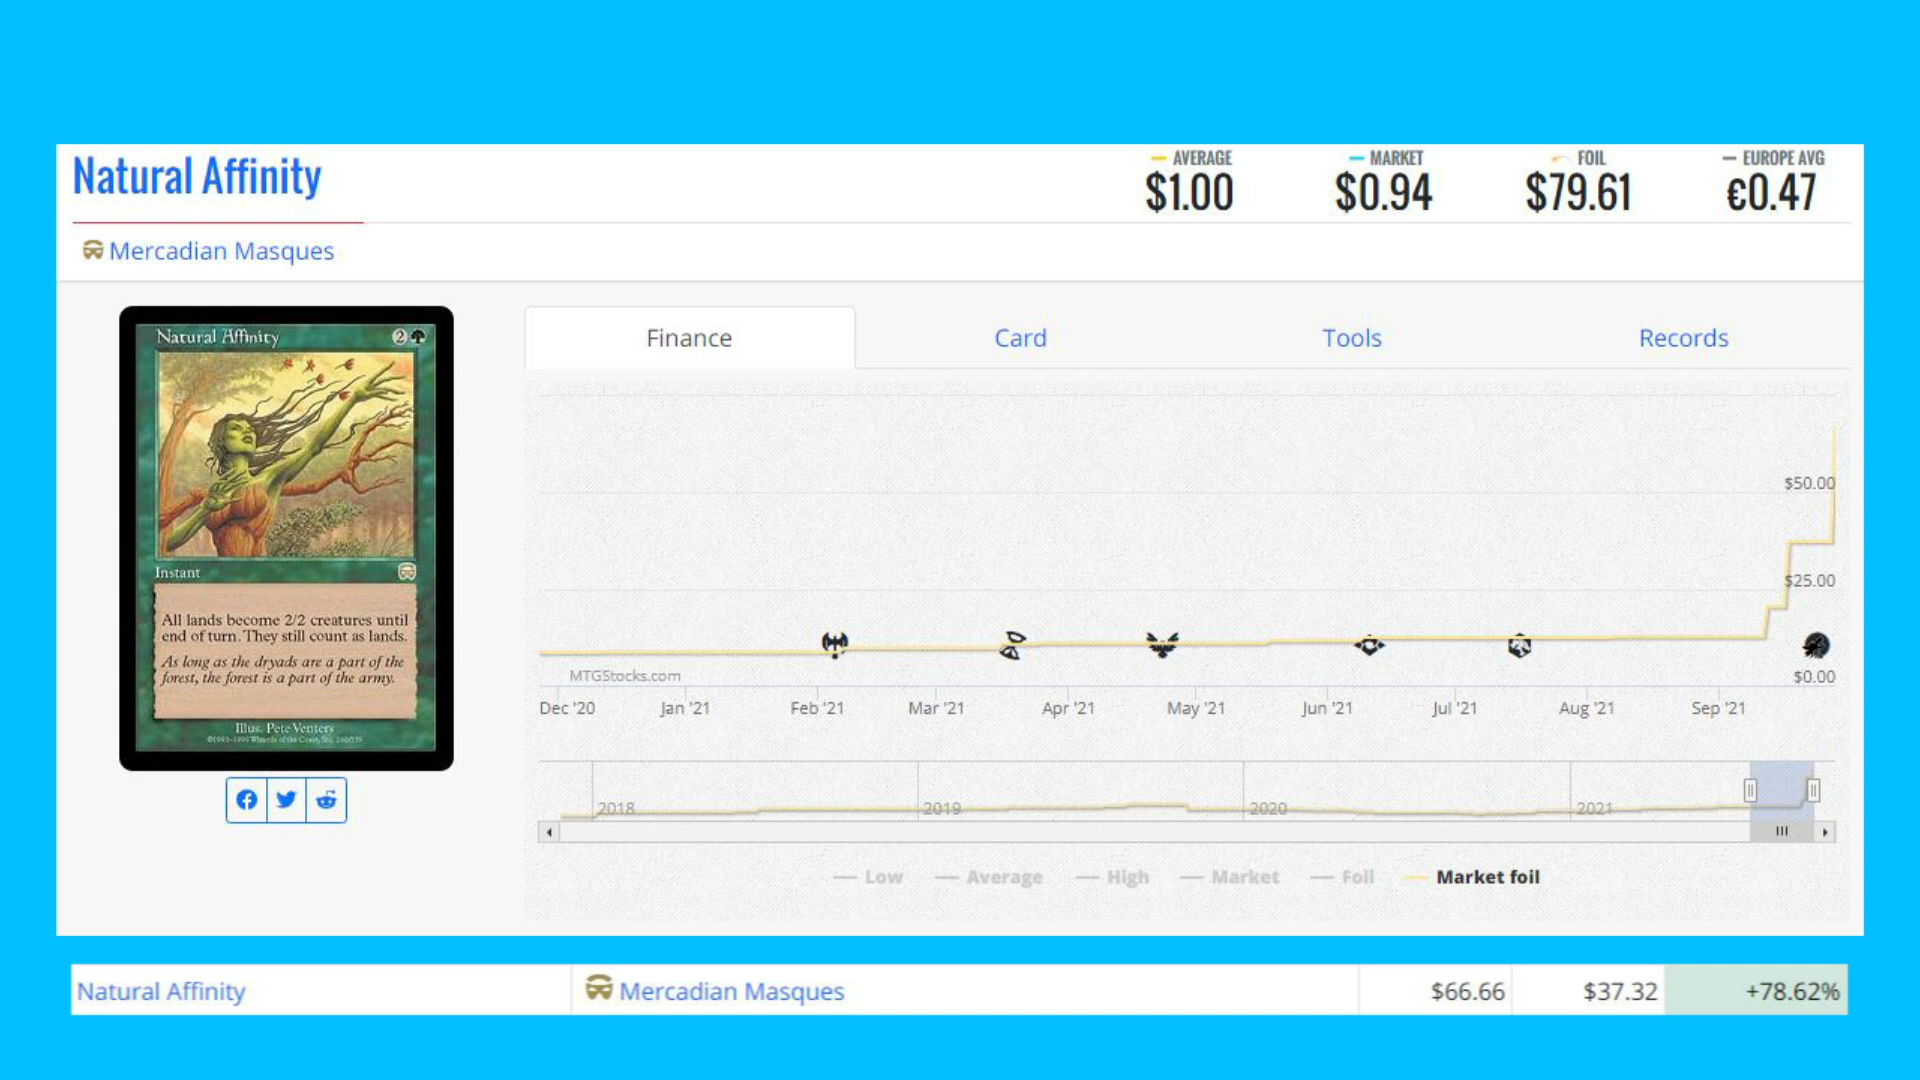 Natural Affinity
AVERAGE
$1.00
MARKET
$0.94
FOIL
$79.61
EUROPE AVG
€0.47
Mercadian Masques
Natural Affinity 2
Instant
All lands become 2/2 creatures until
end of turn. They still count as lands.
As long as the dryads are a part of the
forest, the forest is a part of the army.
Illus. Pete Venters
Finance Card Tools Records
$50.00
$25.00
$0.00
MTGStocks.com
Dec '20 Jan '21 Feb '21 Mar '21 Apr '21 May '21 Jun '21 Jul '21 Aug '21 Sep '21
2018 2019 2020 2021
Low Average High Market Foil Market foil
Natural Affinity Mercadian Masques $66.66 $37.32 +78.62%